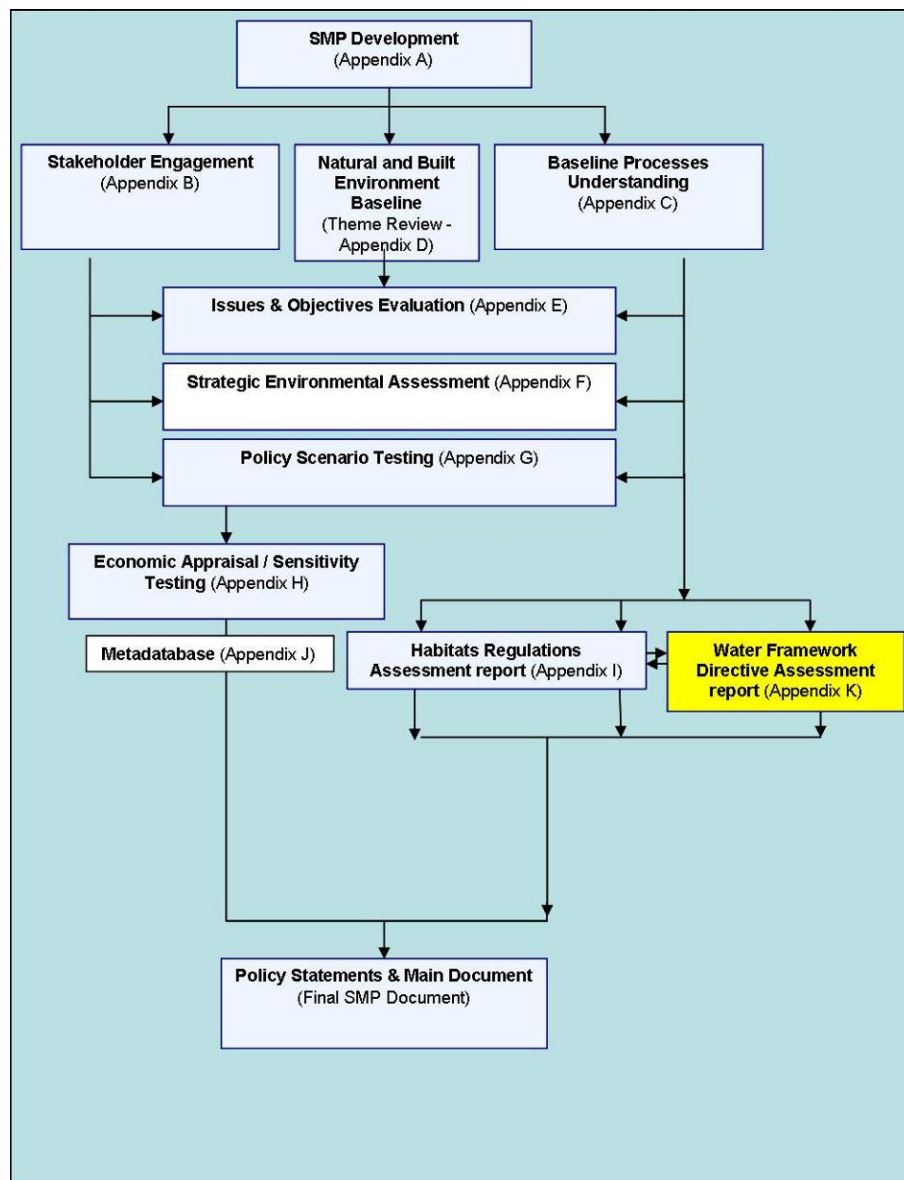 SMP Development
(Appendix A)
Stakeholder Engagement
(Appendix B)
Natural and Built
Environment
Baseline
(Theme Review -
Appendix D)
Baseline Processes
Understanding
(Appendix C)
Issues & Objectives Evaluation (Appendix E)
Strategic Environmental Assessment (Appendix F)
Policy Scenario Testing (Appendix G)
Economic Appraisal / Sensitivity
Testing (Appendix H)
Metadatabase (Appendix J)
Habitats Regulations
Assessment report (Appendix I)
Water Framework
Directive Assessment
report (Appendix K)
Policy Statements & Main Document
(Final SMP Document)